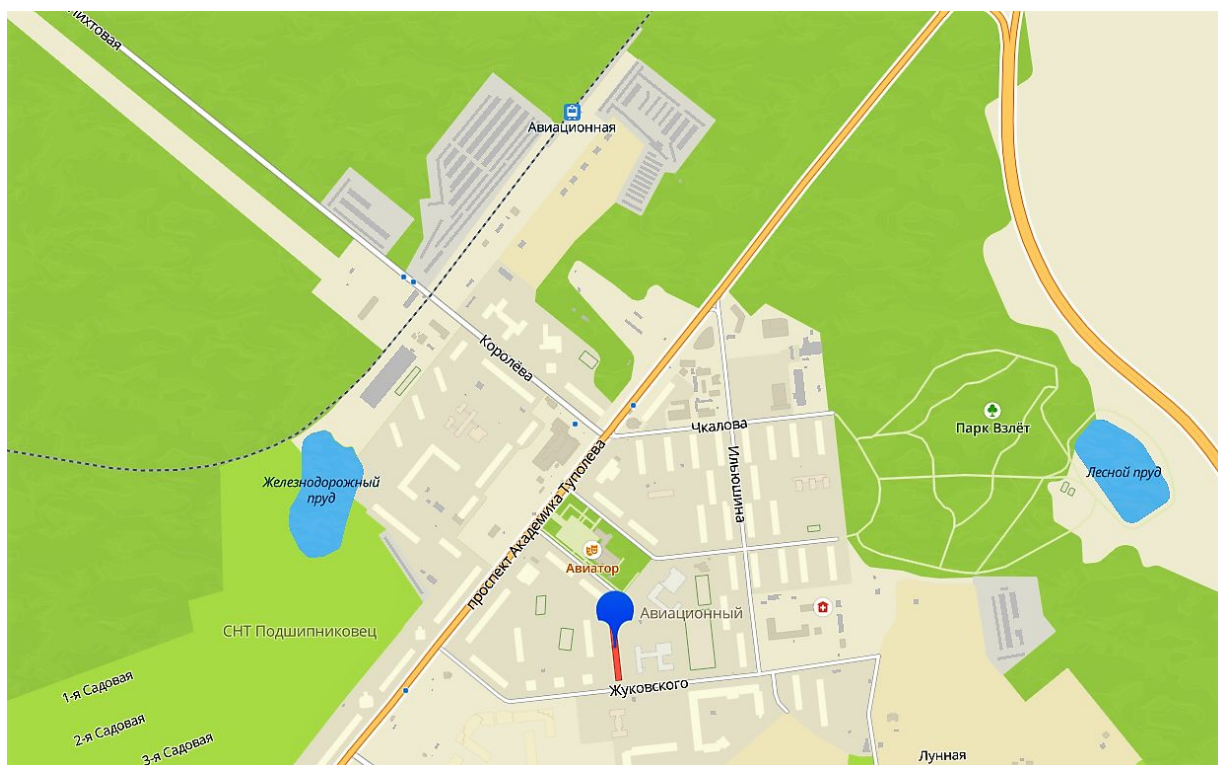 Пихтовая
Авиационная
Королёва
Чкалова
Парк Взлёт
Ильюшина
Лесной пруд
Железнодорожный
пруд
проспект Академика Туполева
Авиатор
Авиационный
СНТ Подшипниковец
1-я Садовая
Жуковского
2-я Садовая
3-я Садовая
Лунная